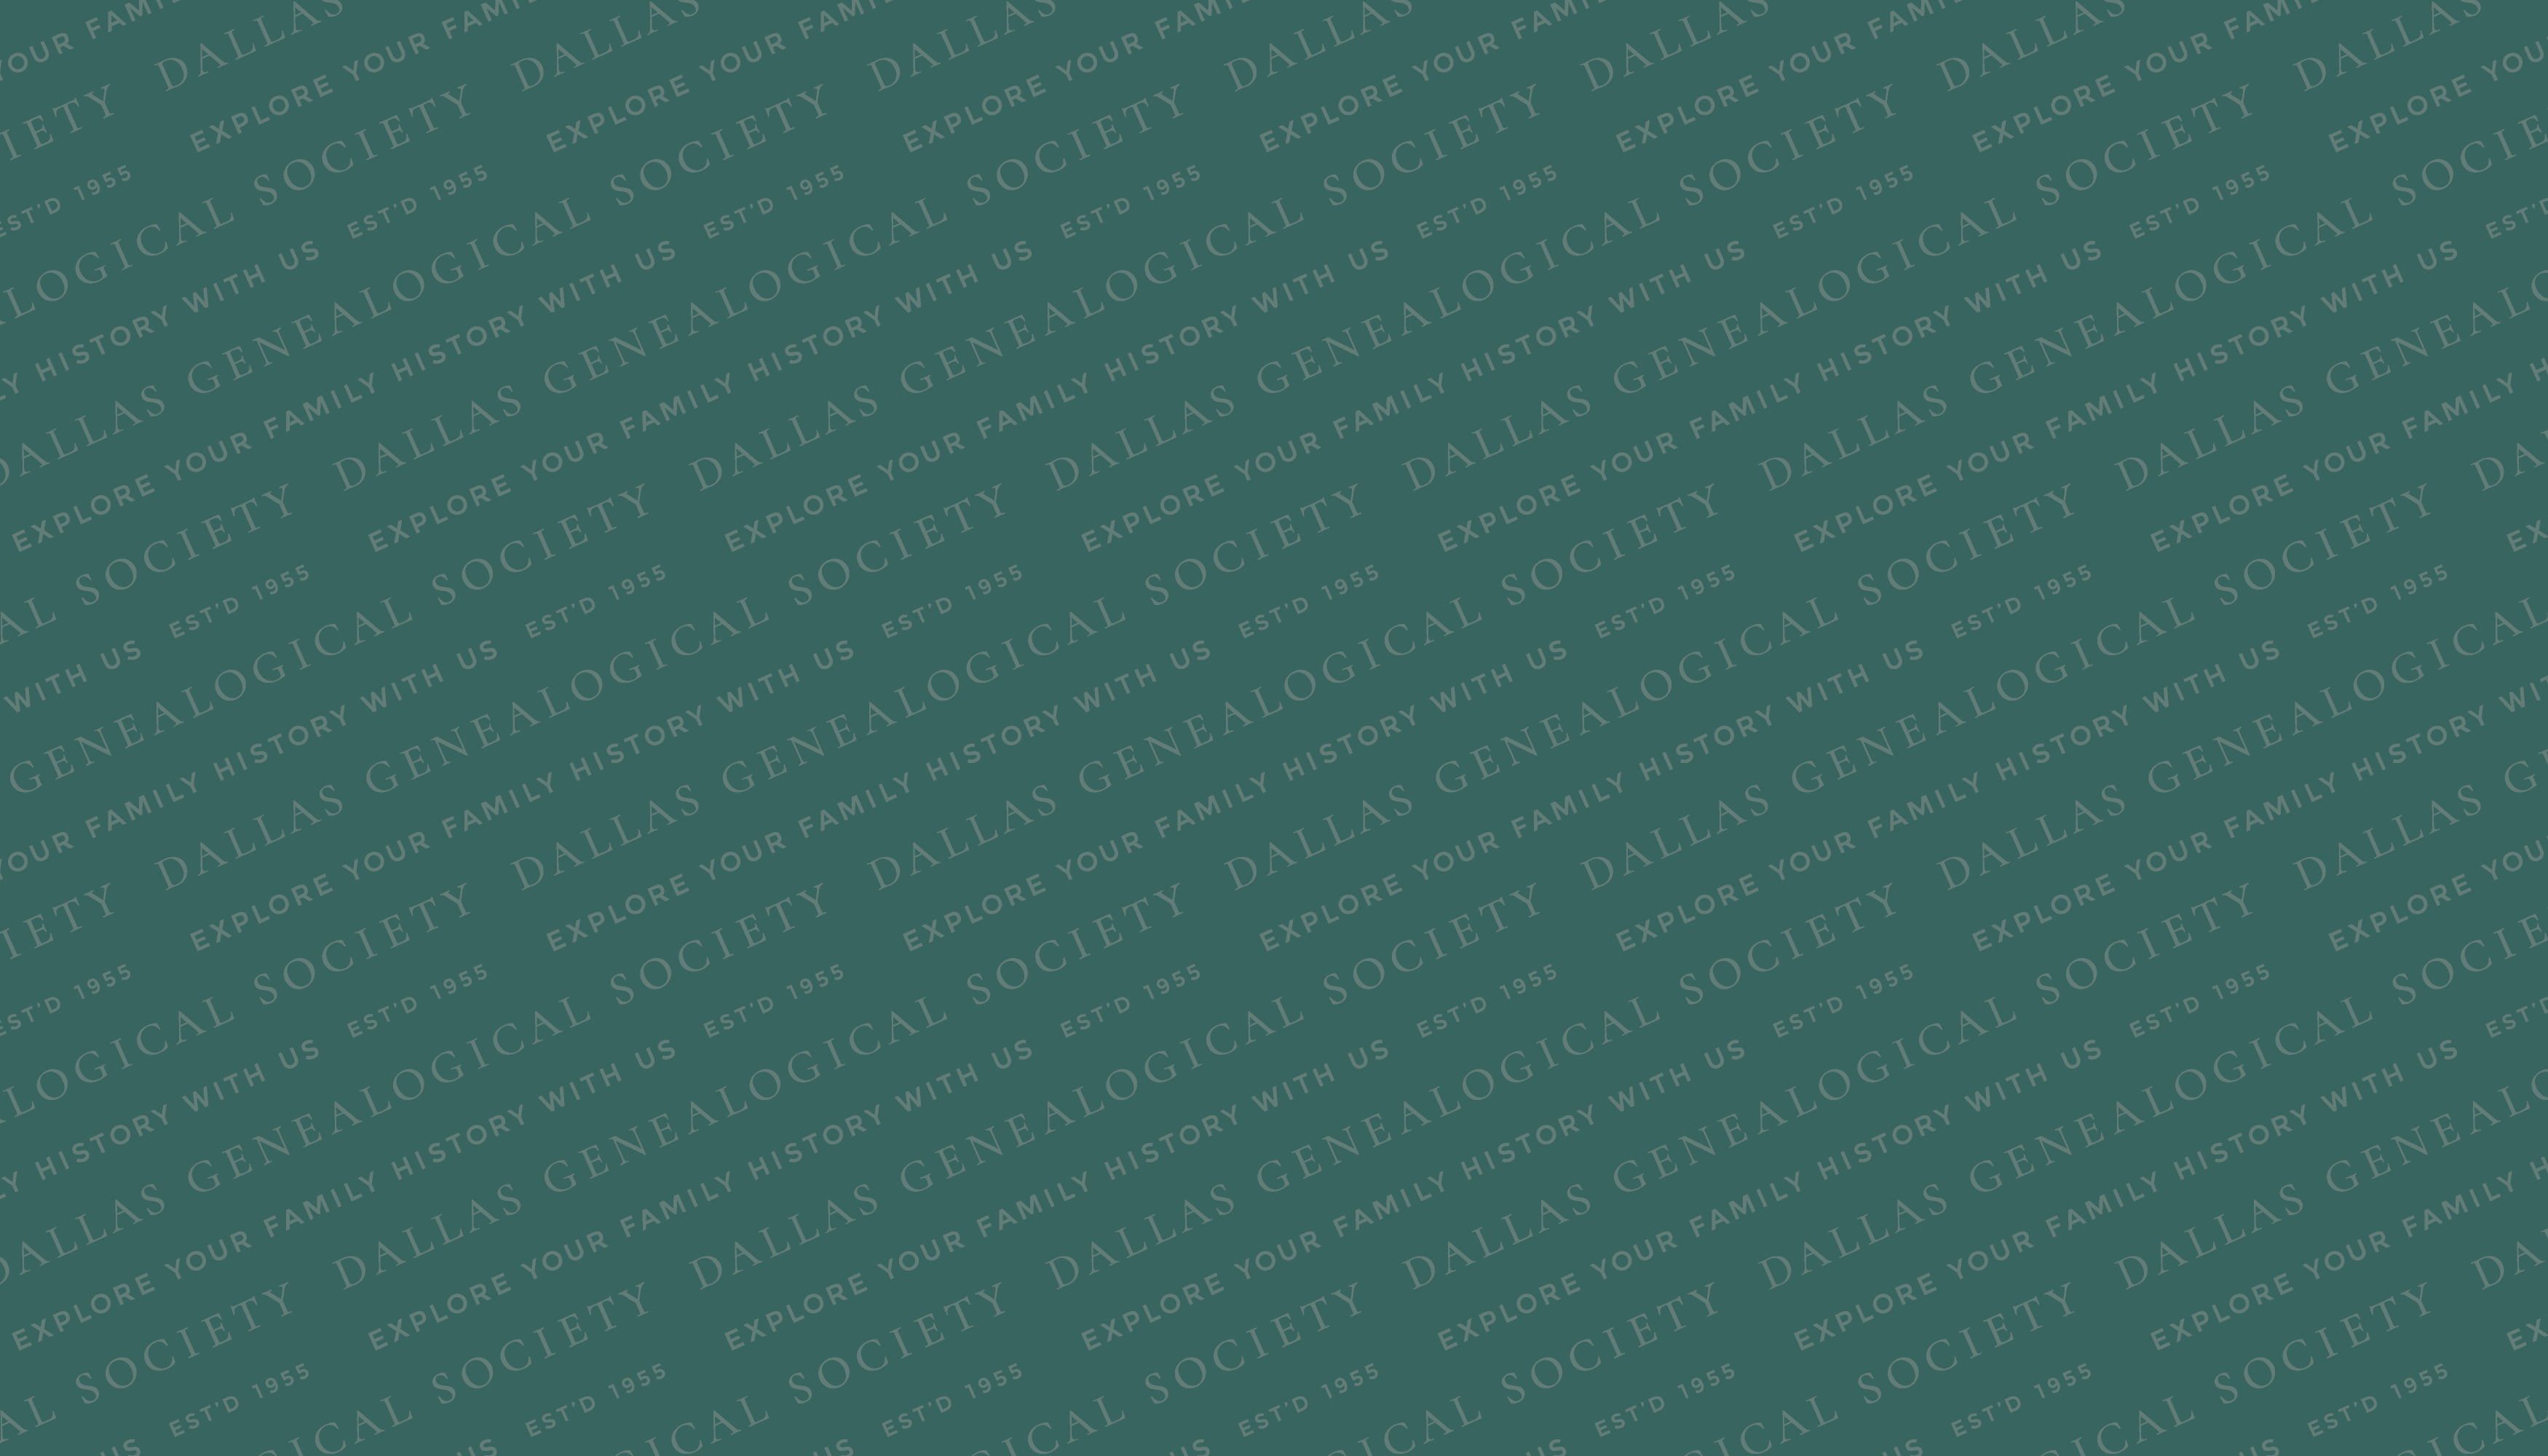 DALLAS GENEALOGICAL SOCIETY
EXPLORE YOUR FAMILY HISTORY WITH US
EST'D 1955